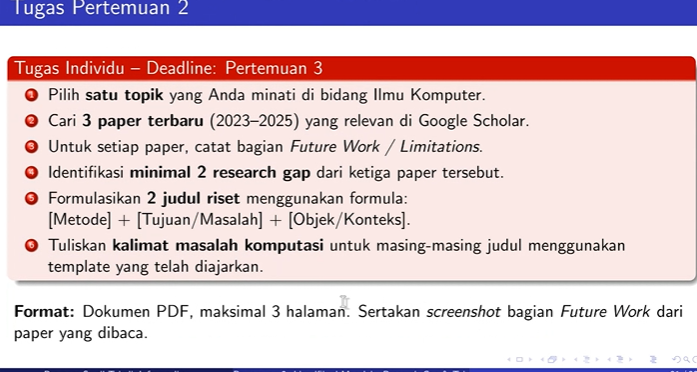 Tugas Pertemuan 2
Tugas Individu – Deadline: Pertemuan 3
1 Pilih satu topik yang Anda minati di bidang Ilmu Komputer.
2 Cari 3 paper terbaru (2023–2025) yang relevan di Google Scholar.
3 Untuk setiap paper, catat bagian Future Work / Limitations.
4 Identifikasi minimal 2 research gap dari ketiga paper tersebut.
5 Formulasikan 2 judul riset menggunakan formula:
[Metode] + [Tujuan/Masalah] + [Objek/Konteks].
6 Tuliskan kalimat masalah komputasi untuk masing-masing judul menggunakan
template yang telah diajarkan.
Format: Dokumen PDF, maksimal 3 halaman. Sertakan screenshot bagian Future Work dari
paper yang dibaca.